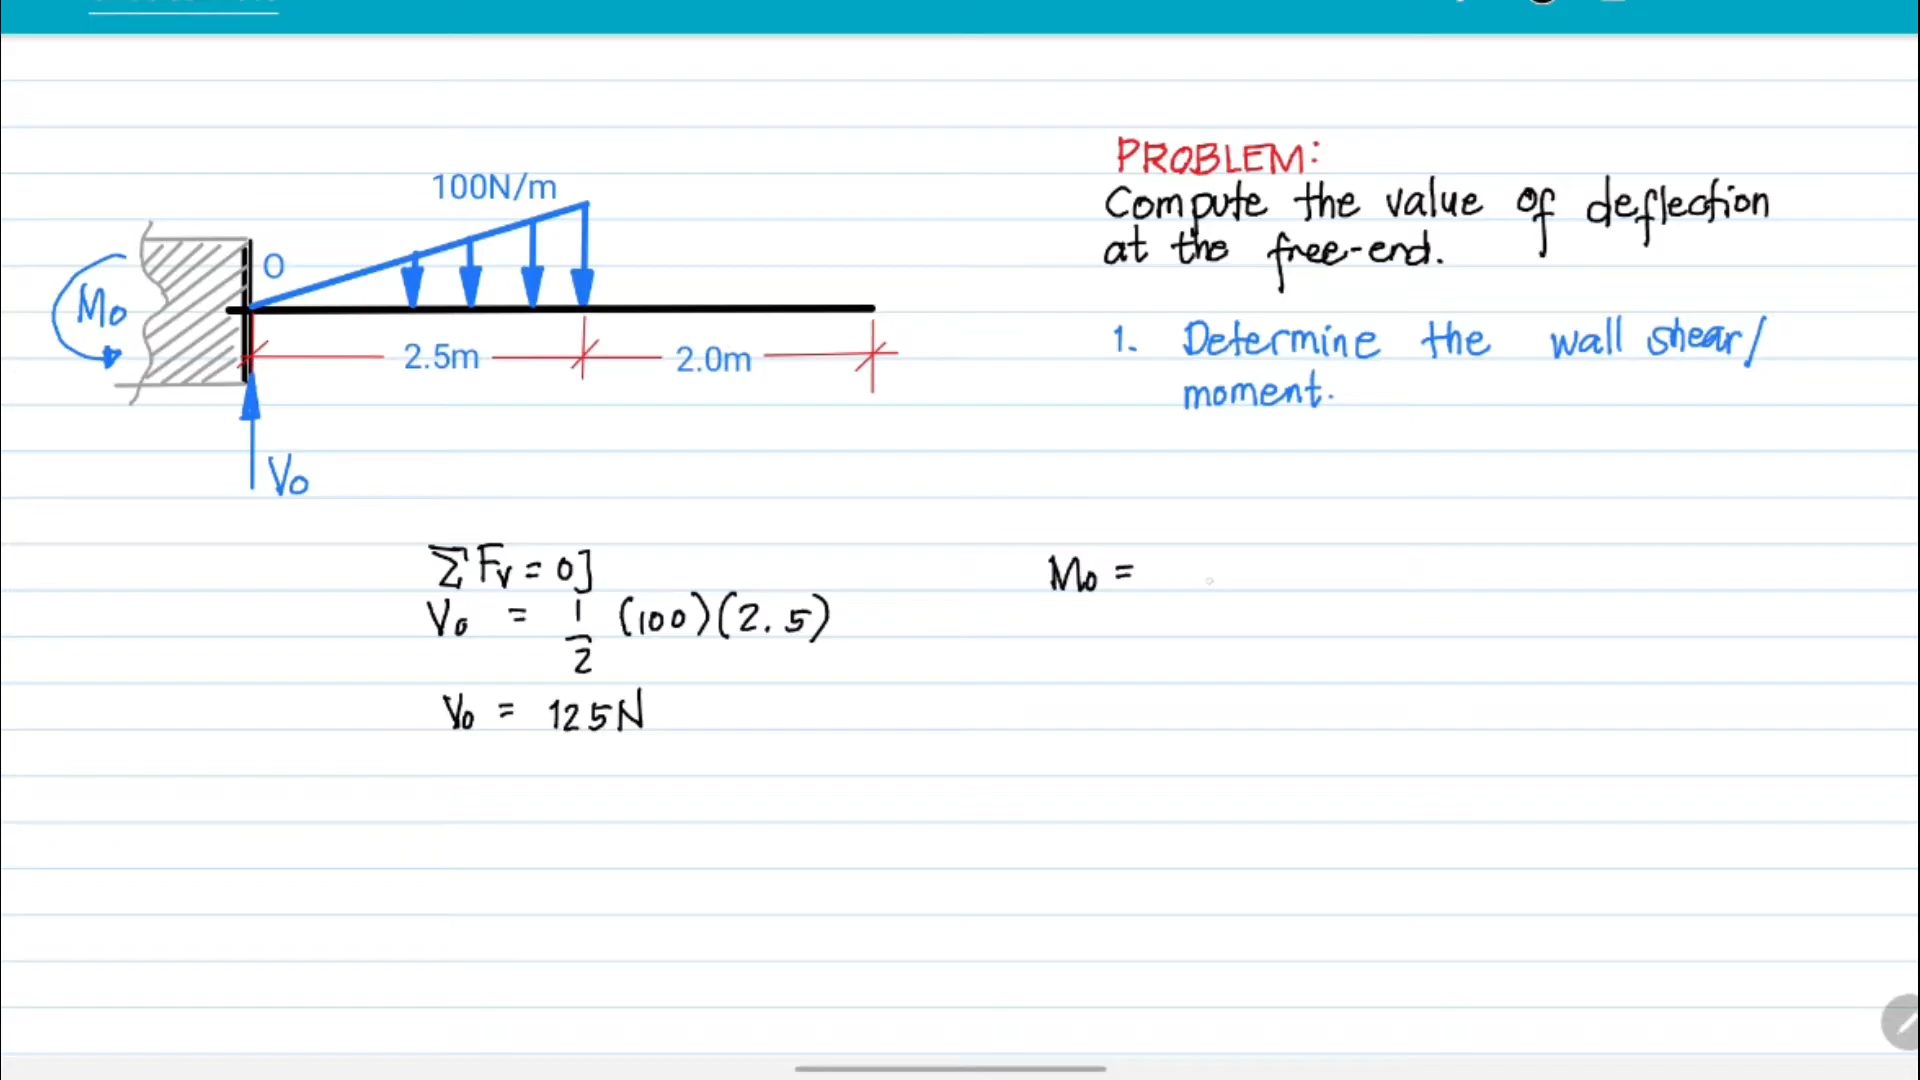 100N/m
O
Mo
2.5m
2.0m
Vo
PROBLEM:
Compute the value of deflection
at the free-end.
1. Determine the wall shear/
moment.
∑Fv = 0]
Vo = 1/2 (100)(2.5)
Vo = 125N
Mo =